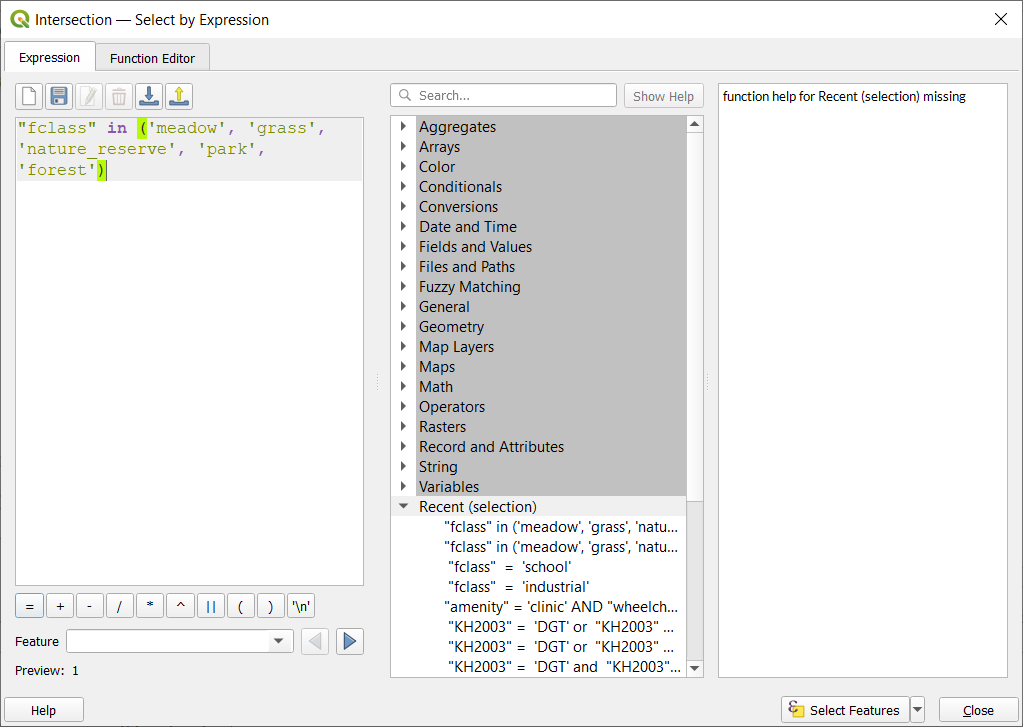 Intersection — Select by Expression
Expression
Function Editor
"fclass" in ('meadow', 'grass',
'nature_reserve', 'park',
'forest')
= + - / * ^ || ( ) '\n'
Feature
Preview: 1
Help
Search...
Show Help
Aggregates
Arrays
Color
Conditionals
Conversions
Date and Time
Fields and Values
Files and Paths
Fuzzy Matching
General
Geometry
Map Layers
Maps
Math
Operators
Rasters
Record and Attributes
String
Variables
Recent (selection)
"fclass" in ('meadow', 'grass', 'natu...
"fclass" in ('meadow', 'grass', 'natu...
"fclass" = 'school'
"fclass" = 'industrial'
"amenity" = 'clinic' AND "wheelch...
"KH2003" = 'DGT' or "KH2003" ...
"KH2003" = 'DGT' or "KH2003" ...
"KH2003" = 'DGT' and "KH2003"...
function help for Recent (selection) missing
Select Features
Close